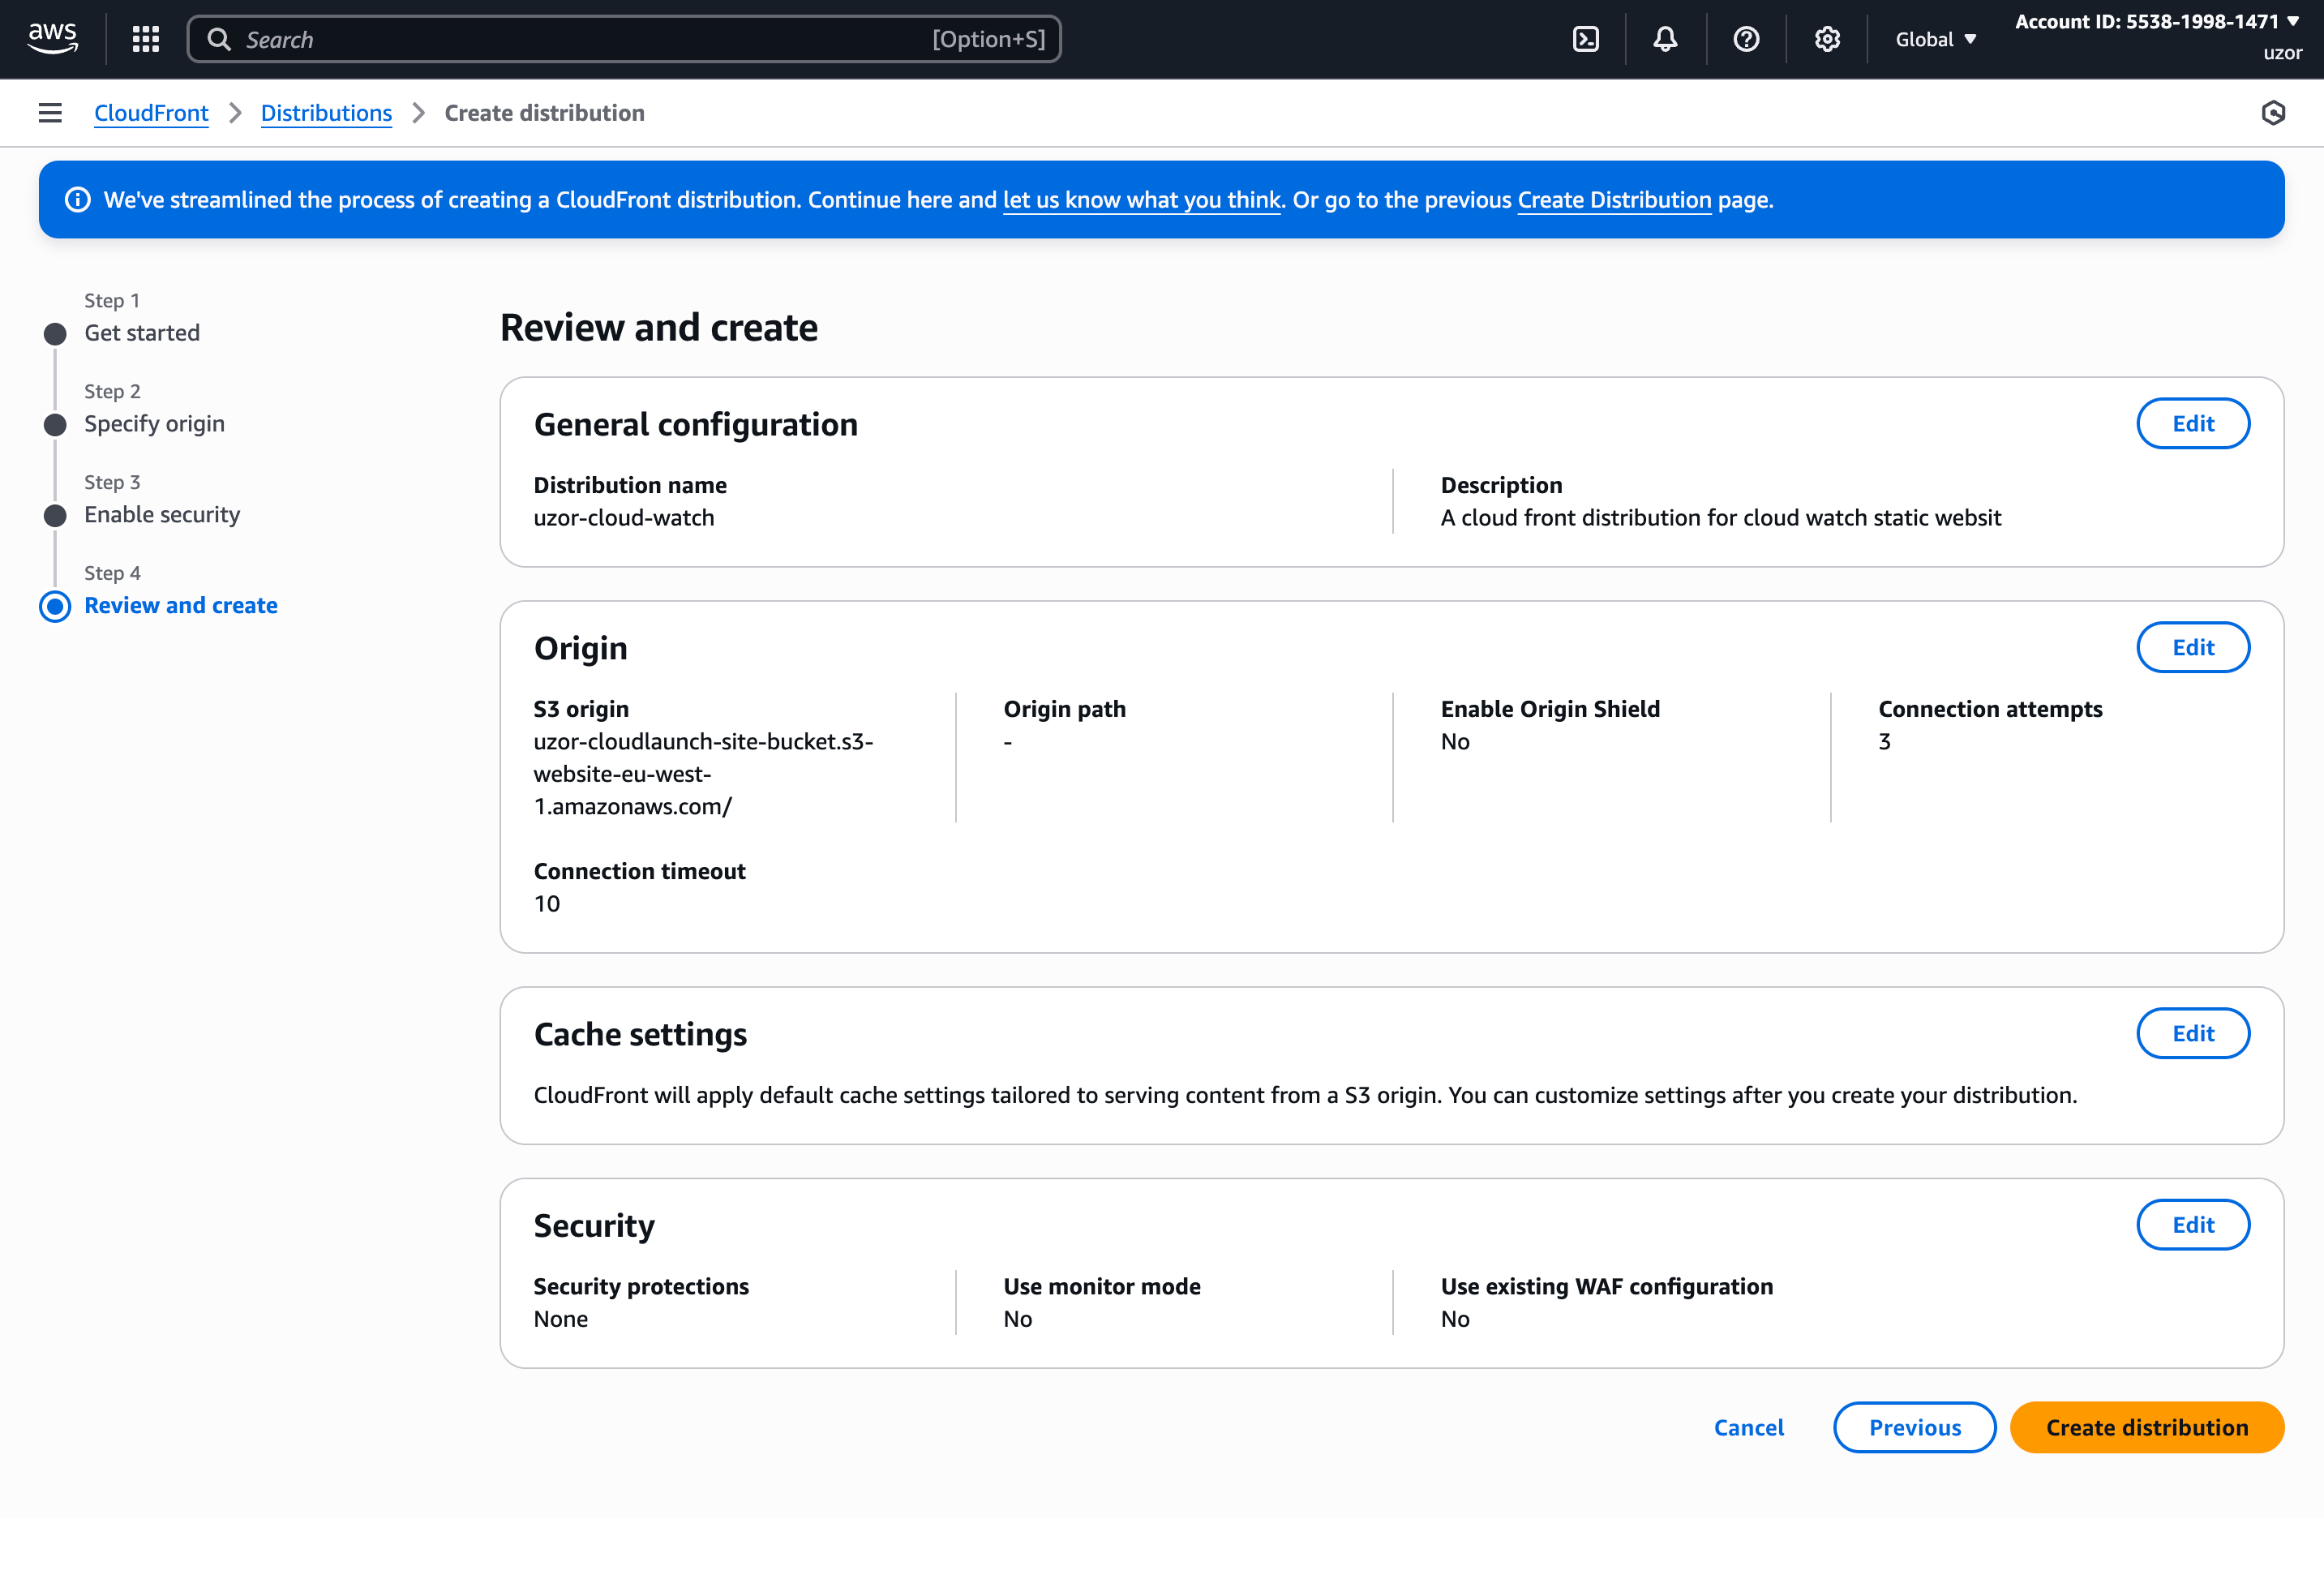 aws
Search
[Option+S]
Global
Account ID: 5538-1998-1471
uzor
CloudFront
Distributions
Create distribution
We've streamlined the process of creating a CloudFront distribution. Continue here and let us know what you think. Or go to the previous Create Distribution page.
Step 1
Get started
Step 2
Specify origin
Step 3
Enable security
Step 4
Review and create
Review and create
General configuration
Edit
Distribution name
uzor-cloud-watch
Description
A cloud front distribution for cloud watch static websit
Origin
Edit
S3 origin
uzor-cloudlaunch-site-bucket.s3-
website-eu-west-
1.amazonaws.com/
Origin path
-
Enable Origin Shield
No
Connection attempts
3
Connection timeout
10
Cache settings
Edit
CloudFront will apply default cache settings tailored to serving content from a S3 origin. You can customize settings after you create your distribution.
Security
Edit
Security protections
None
Use monitor mode
No
Use existing WAF configuration
No
Cancel
Previous
Create distribution